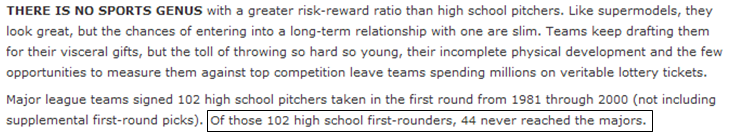 THERE IS NO SPORTS GENUS with a greater risk-reward ratio than high school pitchers. Like supermodels, they
look great, but the chances of entering into a long-term relationship with one are slim. Teams keep drafting them
for their visceral gifts, but the toll of throwing so hard so young, their incomplete physical development and the few
opportunities to measure them against top competition leave teams spending millions on veritable lottery tickets.
Major league teams signed 102 high school pitchers taken in the first round from 1981 through 2000 (not including
supplemental first-round picks). Of those 102 high school first-rounders, 44 never reached the majors.